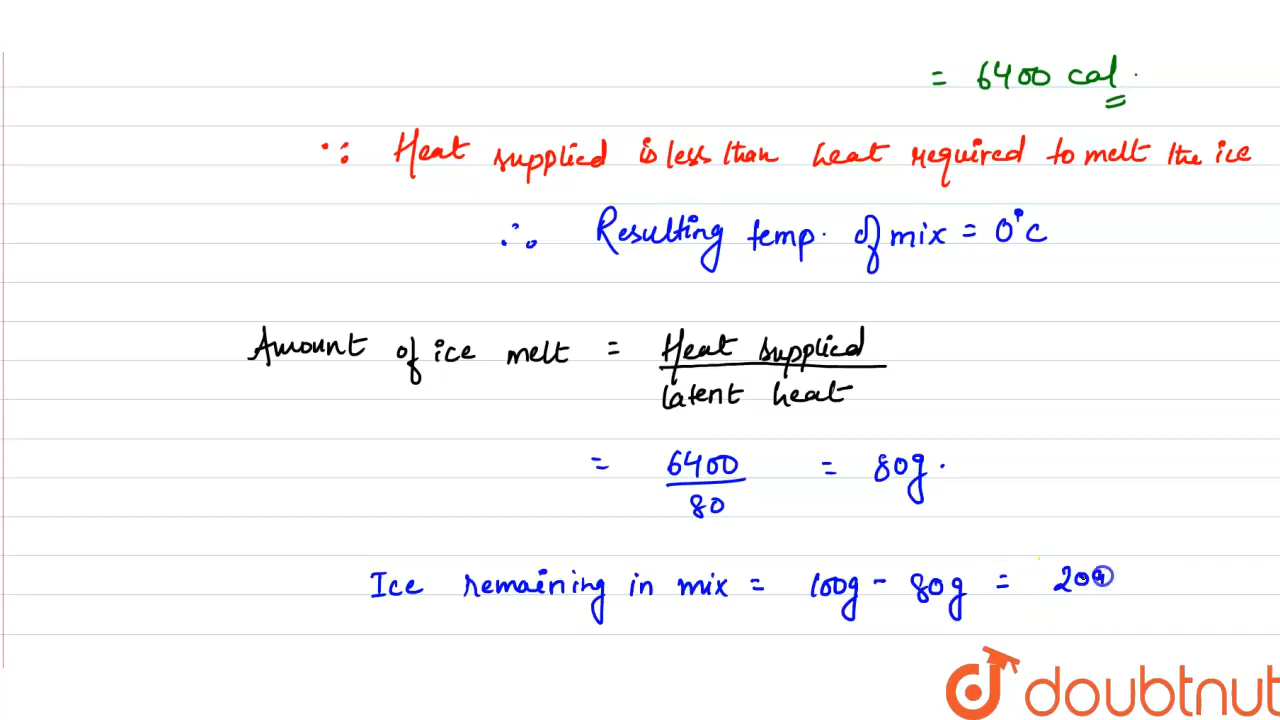 = 6400 cal.
∵ Heat supplied is less than heat required to melt the ice
∴ Resulting temp. of mix = 0°C
Amount of ice melt = Heat supplied
latent heat
= 6400 = 80g.
80
Ice remaining in mix = 100g - 80g = 20g
doubtnut